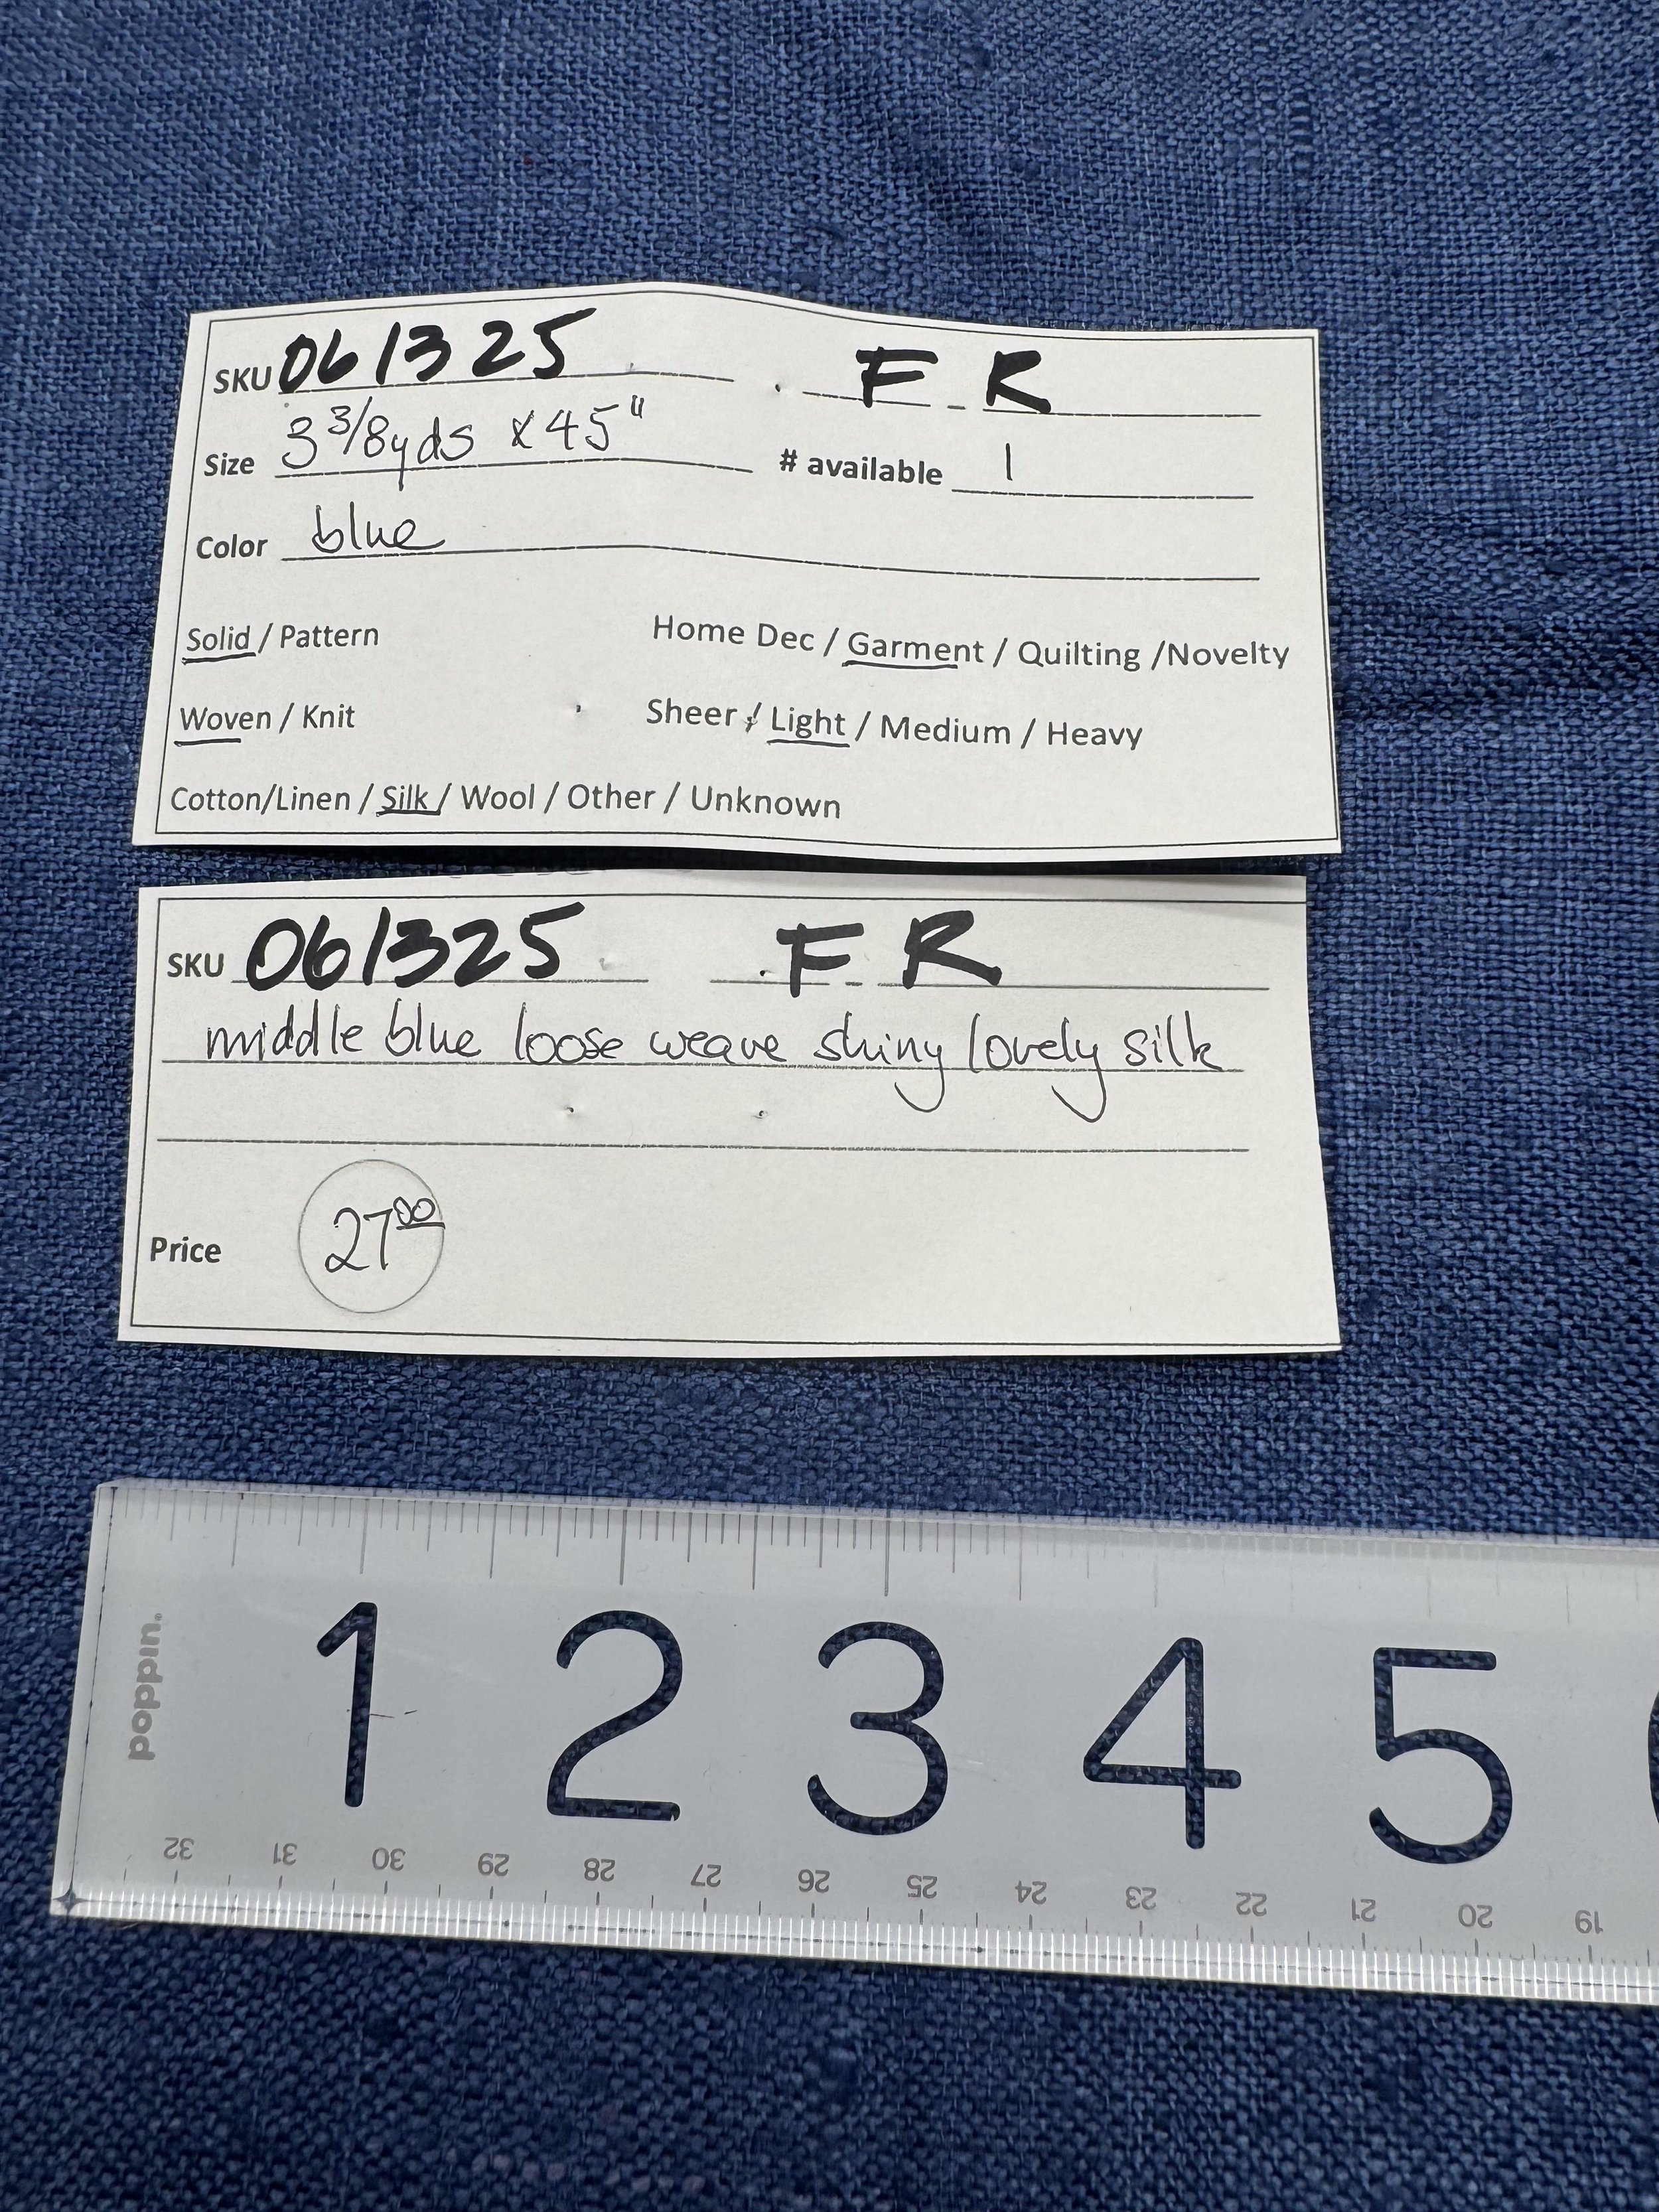 SKU 061325 F R
Size 3 3/8yds x 45" # available 1
Color blue
Solid / Pattern Home Dec / Garment / Quilting /Novelty
Woven / Knit Sheer / Light / Medium / Heavy
Cotton/Linen / Silk / Wool / Other / Unknown
SKU 061325 F R
middle blue loose weave shiny lovely silk
Price 27 00
poppin.
1 2 3 4 5
32 31 30 29 28 27 26 25 24 23 22 21 20 19